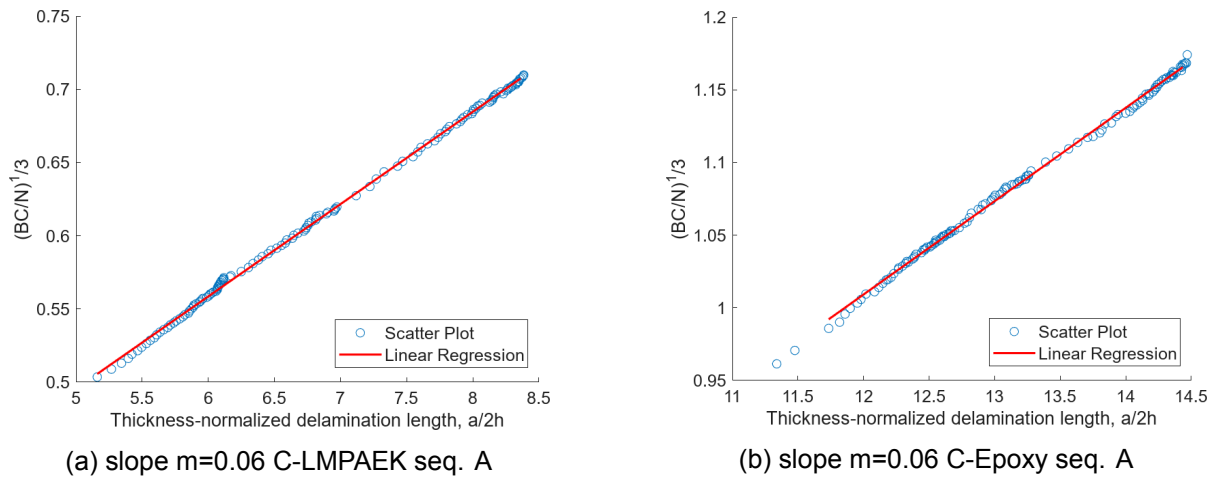 0.75
0.7
0.65
0.6
0.55
0.5
(BC/N)^1/3
5 5.5 6 6.5 7 7.5 8 8.5
Thickness-normalized delamination length, a/2h
Scatter Plot
Linear Regression
(a) slope m=0.06 C-LMPAEK seq. A
1.2
1.15
1.1
1.05
1
0.95
(BC/N)^1/3
11 11.5 12 12.5 13 13.5 14 14.5
Thickness-normalized delamination length, a/2h
Scatter Plot
Linear Regression
(b) slope m=0.06 C-Epoxy seq. A